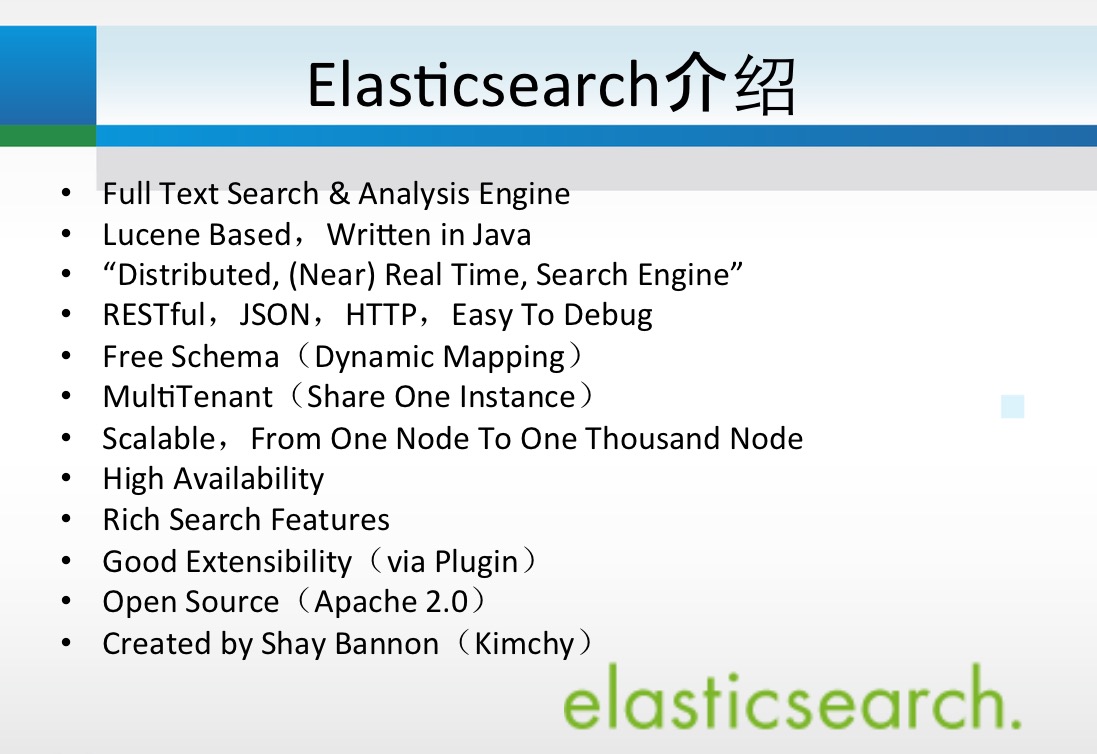 Elasticsearch介绍
• Full Text Search & Analysis Engine
• Lucene Based，Written in Java
• “Distributed, (Near) Real Time, Search Engine”
• RESTful，JSON，HTTP，Easy To Debug
• Free Schema（Dynamic Mapping）
• MultiTenant（Share One Instance）
• Scalable，From One Node To One Thousand Node
• High Availability
• Rich Search Features
• Good Extensibility（via Plugin）
• Open Source（Apache 2.0）
• Created by Shay Bannon（Kimchy）
elasticsearch.